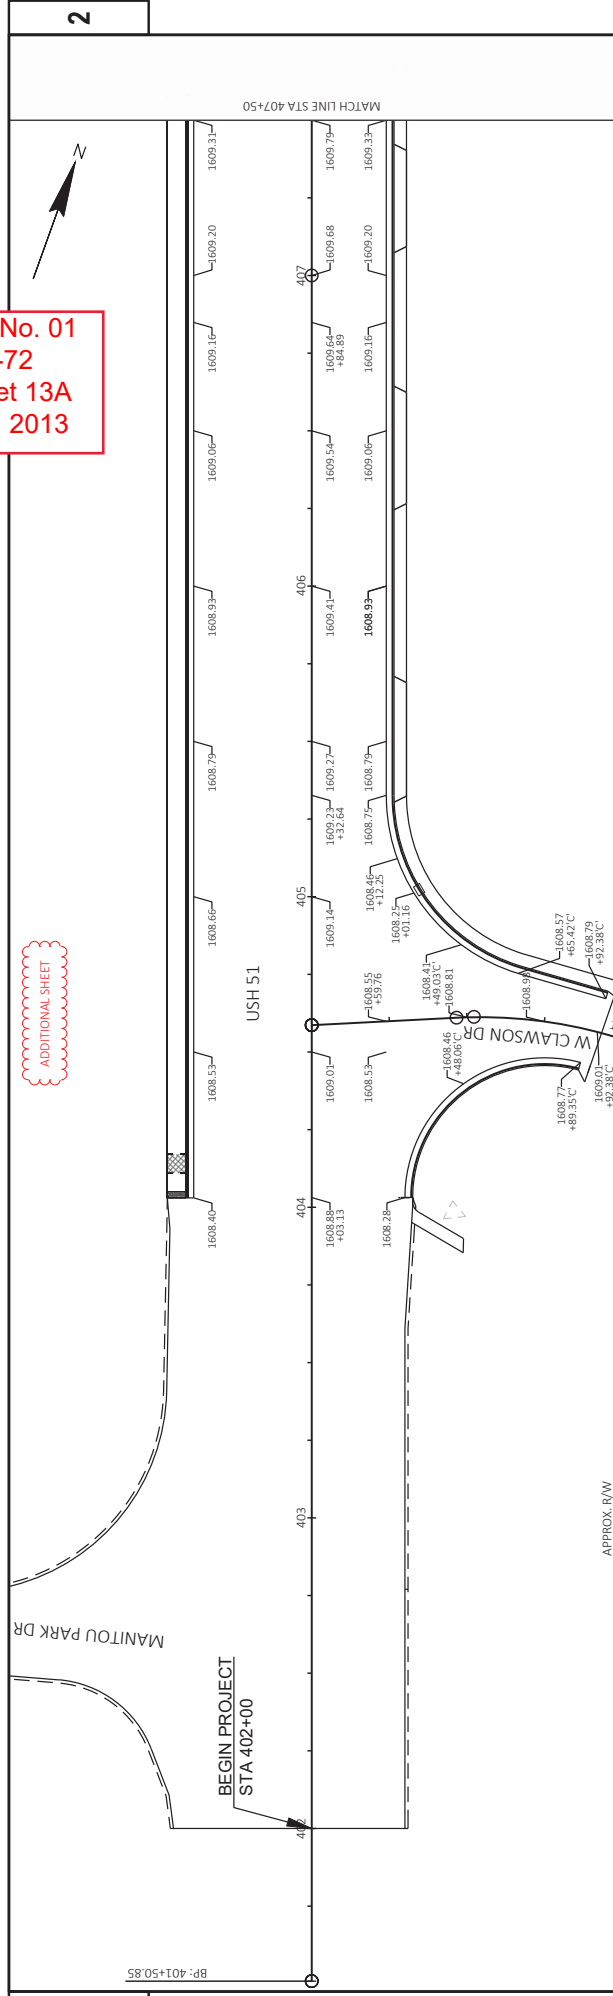 2
MATCH LINE STA 407+50
N
No. 01
-72
et 13A
2013
1609.31
1609.79
1609.33
1609.20
407
1609.68
1609.20
1609.16
1609.64
+84.89
1609.16
1609.06
1609.54
1609.06
406
1608.93
1609.41
1608.93
1608.79
1609.27
1608.79
1609.23
+32.64
1608.75
1608.46
+12.25
405
1608.66
1609.14
1608.25
+01.16
ADDITIONAL SHEET
USH 51
1608.55
+59.76
1608.41
+49.03'C'
1608.81
1608.57
+65.42'C'
1608.79
+92.38'C'
W CLAWSON DR
1608.53
1609.01
1608.53
1608.46
+48.06'C'
1608.77
+89.35'C'
1609.01
+92.38'C'
404
1608.40
1608.88
+03.13
1608.28
403
APPROX. R/W
MANITOU PARK DR
BEGIN PROJECT
STA 402+00
402
BP: 401+50.85